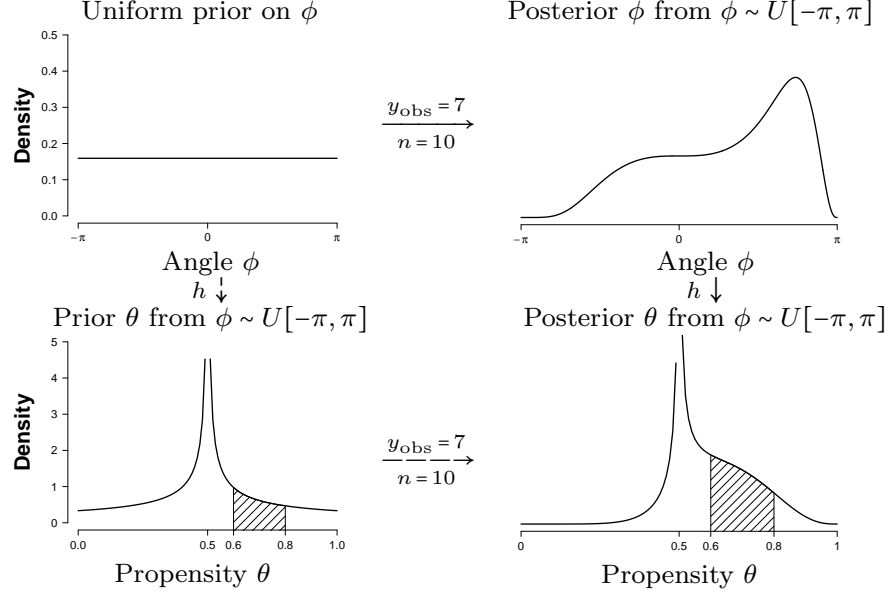 Uniform prior on ϕ
Posterior ϕ from ϕ ∼ U[−π, π]
Density
0.5
0.4
0.3
0.2
0.1
0.0
−π 0 π
Angle ϕ
y_obs = 7
n = 10
−π 0 π
Angle ϕ
h
h
Prior θ from ϕ ∼ U[−π, π]
Posterior θ from ϕ ∼ U[−π, π]
Density
5
4
3
2
1
0
0.0 0.5 0.6 0.8 1.0
Propensity θ
y_obs = 7
n = 10
0 0.5 0.6 0.8 1
Propensity θ